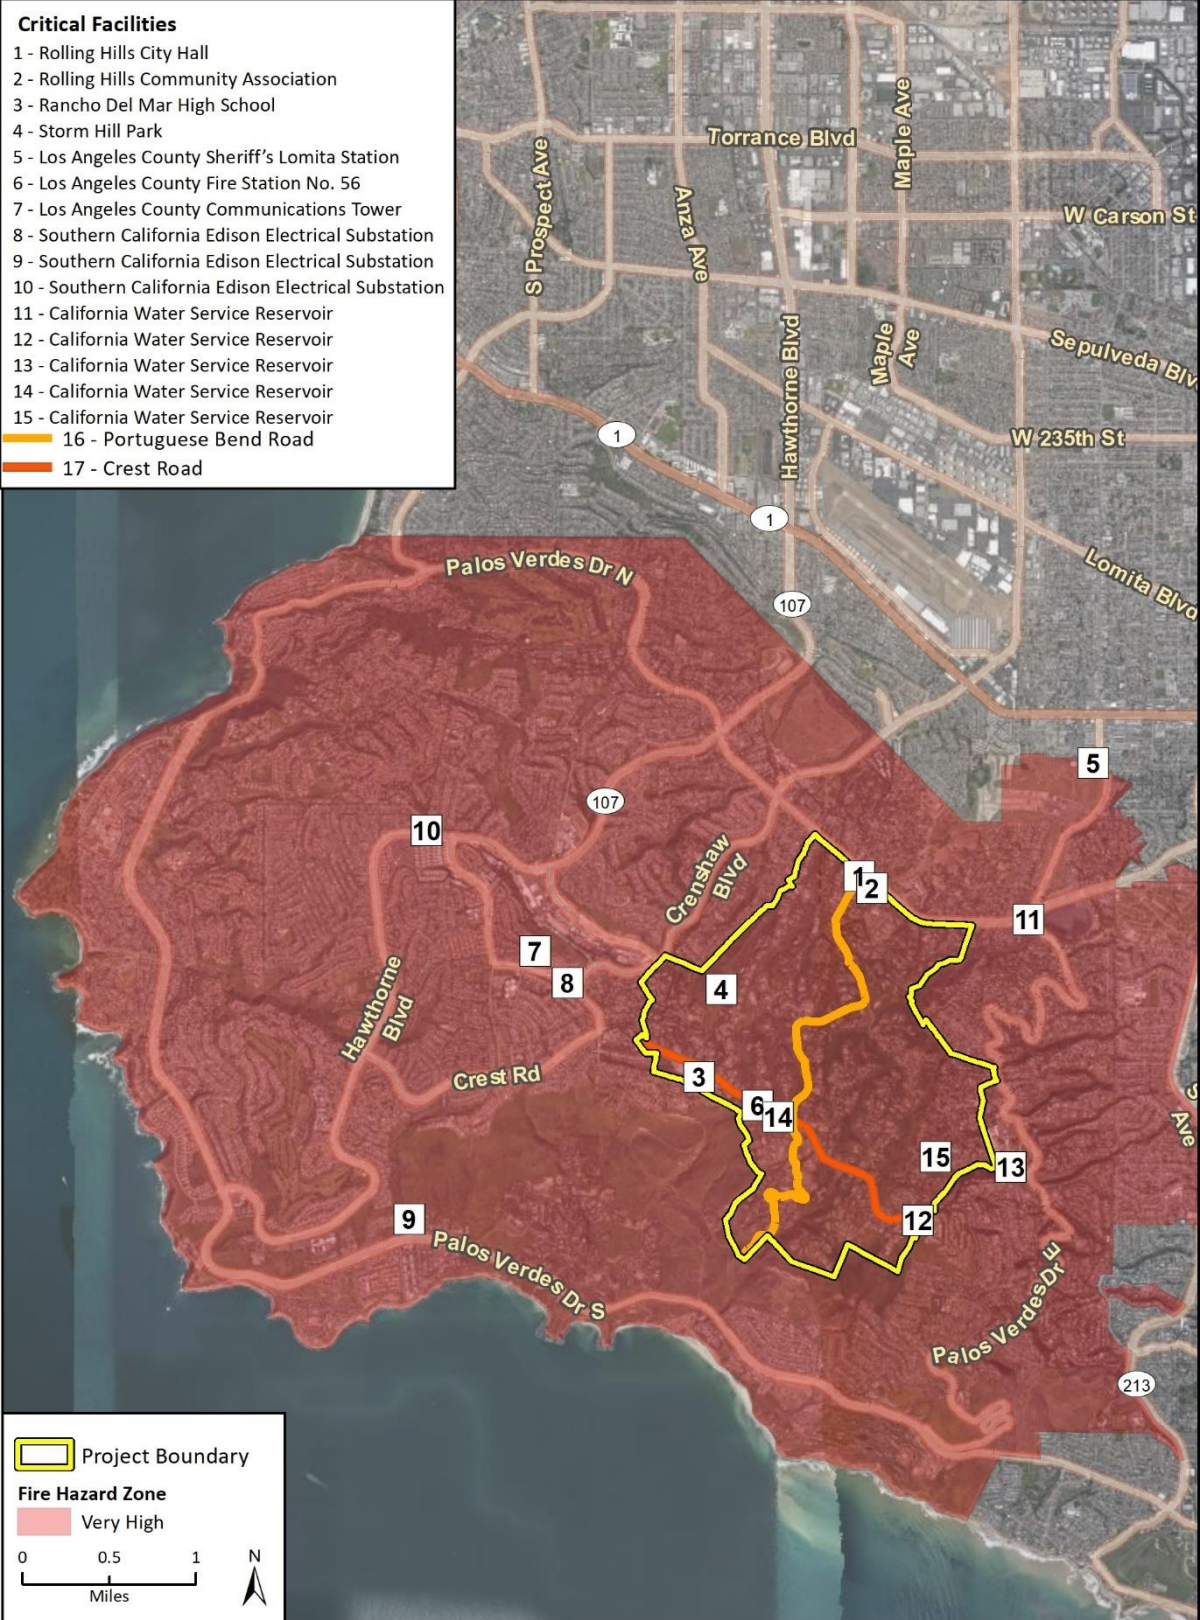 Critical Facilities
1 - Rolling Hills City Hall
2 - Rolling Hills Community Association
3 - Rancho Del Mar High School
4 - Storm Hill Park
5 - Los Angeles County Sheriff’s Lomita Station
6 - Los Angeles County Fire Station No. 56
7 - Los Angeles County Communications Tower
8 - Southern California Edison Electrical Substation
9 - Southern California Edison Electrical Substation
10 - Southern California Edison Electrical Substation
11 - California Water Service Reservoir
12 - California Water Service Reservoir
13 - California Water Service Reservoir
14 - California Water Service Reservoir
15 - California Water Service Reservoir
16 - Portuguese Bend Road
17 - Crest Road
Torrance Blvd
Maple Ave
S Prospect Ave
Anza Ave
W Carson St
Hawthorne Blvd
Maple
Ave
Sepulveda Blv
W 235th St
1
1
Lomita Blvd
Palos Verdes Dr N
107
5
107
10
Crenshaw
Blvd
1
2
11
7
8
4
Hawthorne
Blvd
Crest Rd
3
6
14
S
Ave
15
13
12
9
Palos Verdes Dr S
Palos Verdes Dr E
213
Project Boundary
Fire Hazard Zone
Very High
0 0.5 1
Miles
N